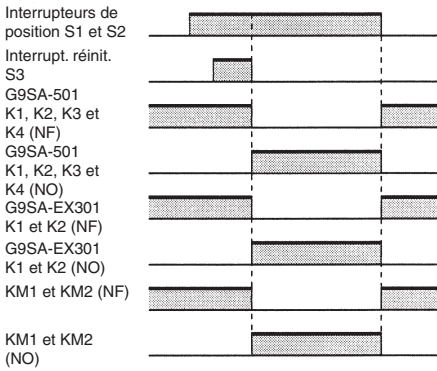 Interrupteurs de
position S1 et S2
Interrupt. réinit.
S3
G9SA-501
K1, K2, K3 et
K4 (NF)
G9SA-501
K1, K2, K3 et
K4 (NO)
G9SA-EX301
K1 et K2 (NF)
G9SA-EX301
K1 et K2 (NO)
KM1 et KM2 (NF)
KM1 et KM2
(NO)